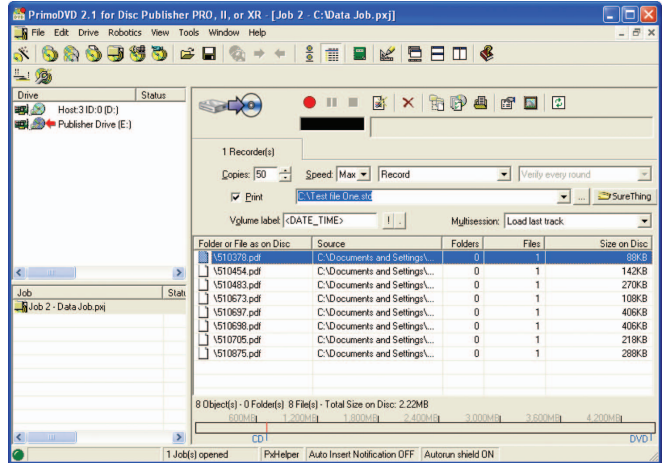 PrimoDVD 2.1 for Disc Publisher PRO, II, or XR - [Job 2 - C:\Data Job.pxj]
File Edit Drive Robotics View Tools Window Help
Drive Status
Host:3 ID:0 (D:)
Publisher Drive (E:)
1 Recorder(s)
Copies: 50 Speed: Max Record Verify every round
Print C:\Test file One.std ... SureThing
Volume label: <DATE_TIME> ! . Multisession: Load last track
Folder or File as on Disc Source Folders Files Size on Disc
\510378.pdf C:\Documents and Settings\... 0 1 88KB
\510454.pdf C:\Documents and Settings\... 0 1 142KB
\510483.pdf C:\Documents and Settings\... 0 1 270KB
\510673.pdf C:\Documents and Settings\... 0 1 108KB
\510697.pdf C:\Documents and Settings\... 0 1 406KB
\510698.pdf C:\Documents and Settings\... 0 1 406KB
\510705.pdf C:\Documents and Settings\... 0 1 218KB
\510875.pdf C:\Documents and Settings\... 0 1 288KB
Job Statu
Job 2 - Data Job.pxj
8 Object(s) - 0 Folder(s) 8 File(s) - Total Size on Disc: 2.22MB
600MB 1.200MB 1.800MB 2.400MB 3.000MB 3.600MB 4.200MB
CD DVD
1 Job(s) opened PxHelper Auto Insert Notification OFF Autorun shield ON